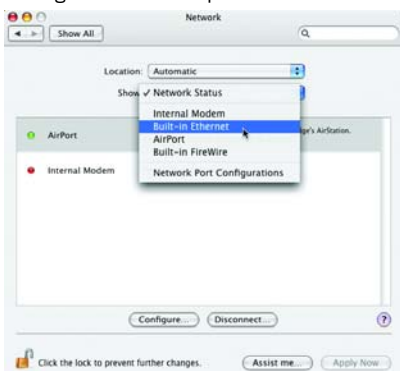 Network
Show All
Location: Automatic
Show ✓ Network Status
Internal Modem
Built-in Ethernet
AirPort
Built-in FireWire
Network Port Configurations
AirPort
AirStation.
Internal Modem
Configure... Disconnect... ?
Click the lock to prevent further changes. Assist me... Apply Now